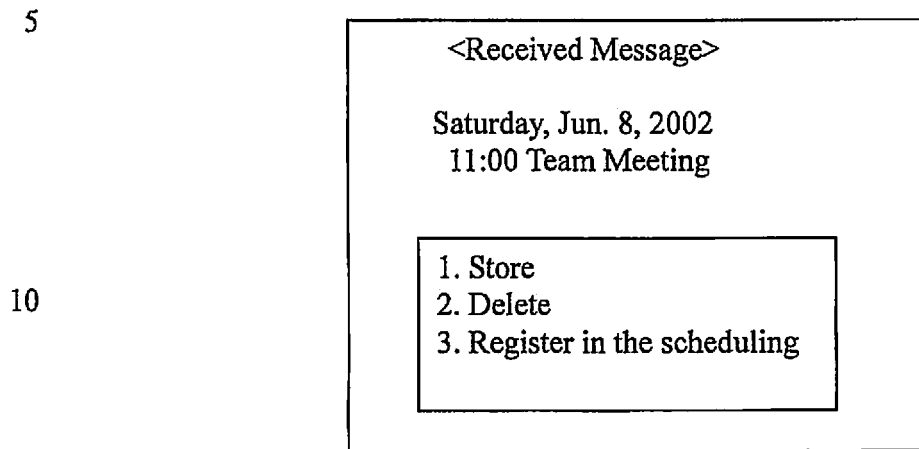 5
<Received Message>
Saturday, Jun. 8, 2002
11:00 Team Meeting
1. Store
10
2. Delete
3. Register in the scheduling